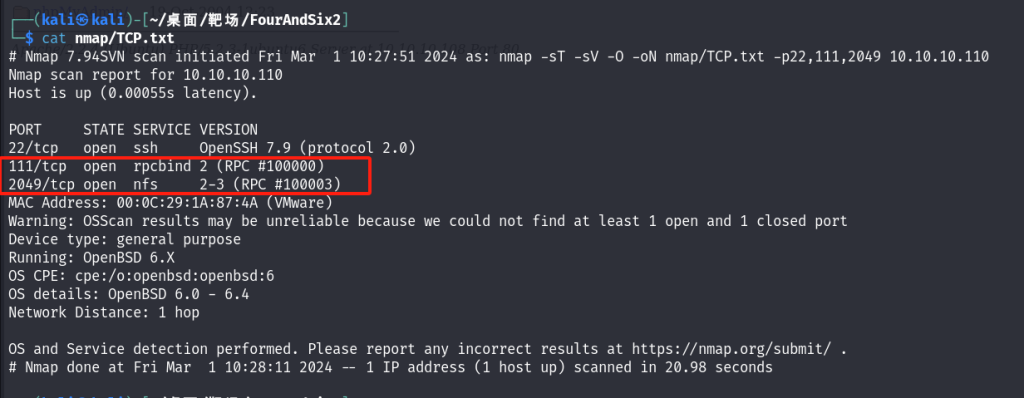 (kali㉿kali)-[~/桌面/靶场/FourAndSix2]
$ cat nmap/TCP.txt
# Nmap 7.94SVN scan initiated Fri Mar  1 10:27:51 2024 as: nmap -sT -sV -O -oN nmap/TCP.txt -p22,111,2049 10.10.10.110
Nmap scan report for 10.10.10.110
Host is up (0.00055s latency).

PORT     STATE SERVICE VERSION
22/tcp   open  ssh     OpenSSH 7.9 (protocol 2.0)
111/tcp  open  rpcbind 2 (RPC #100000)
2049/tcp open  nfs     2-3 (RPC #100003)
MAC Address: 00:0C:29:1A:87:4A (VMware)
Warning: OSScan results may be unreliable because we could not find at least 1 open and 1 closed port
Device type: general purpose
Running: OpenBSD 6.X
OS CPE: cpe:/o:openbsd:openbsd:6
OS details: OpenBSD 6.0 - 6.4
Network Distance: 1 hop

OS and Service detection performed. Please report any incorrect results at https://nmap.org/submit/ .
# Nmap done at Fri Mar  1 10:28:11 2024 -- 1 IP address (1 host up) scanned in 20.98 seconds